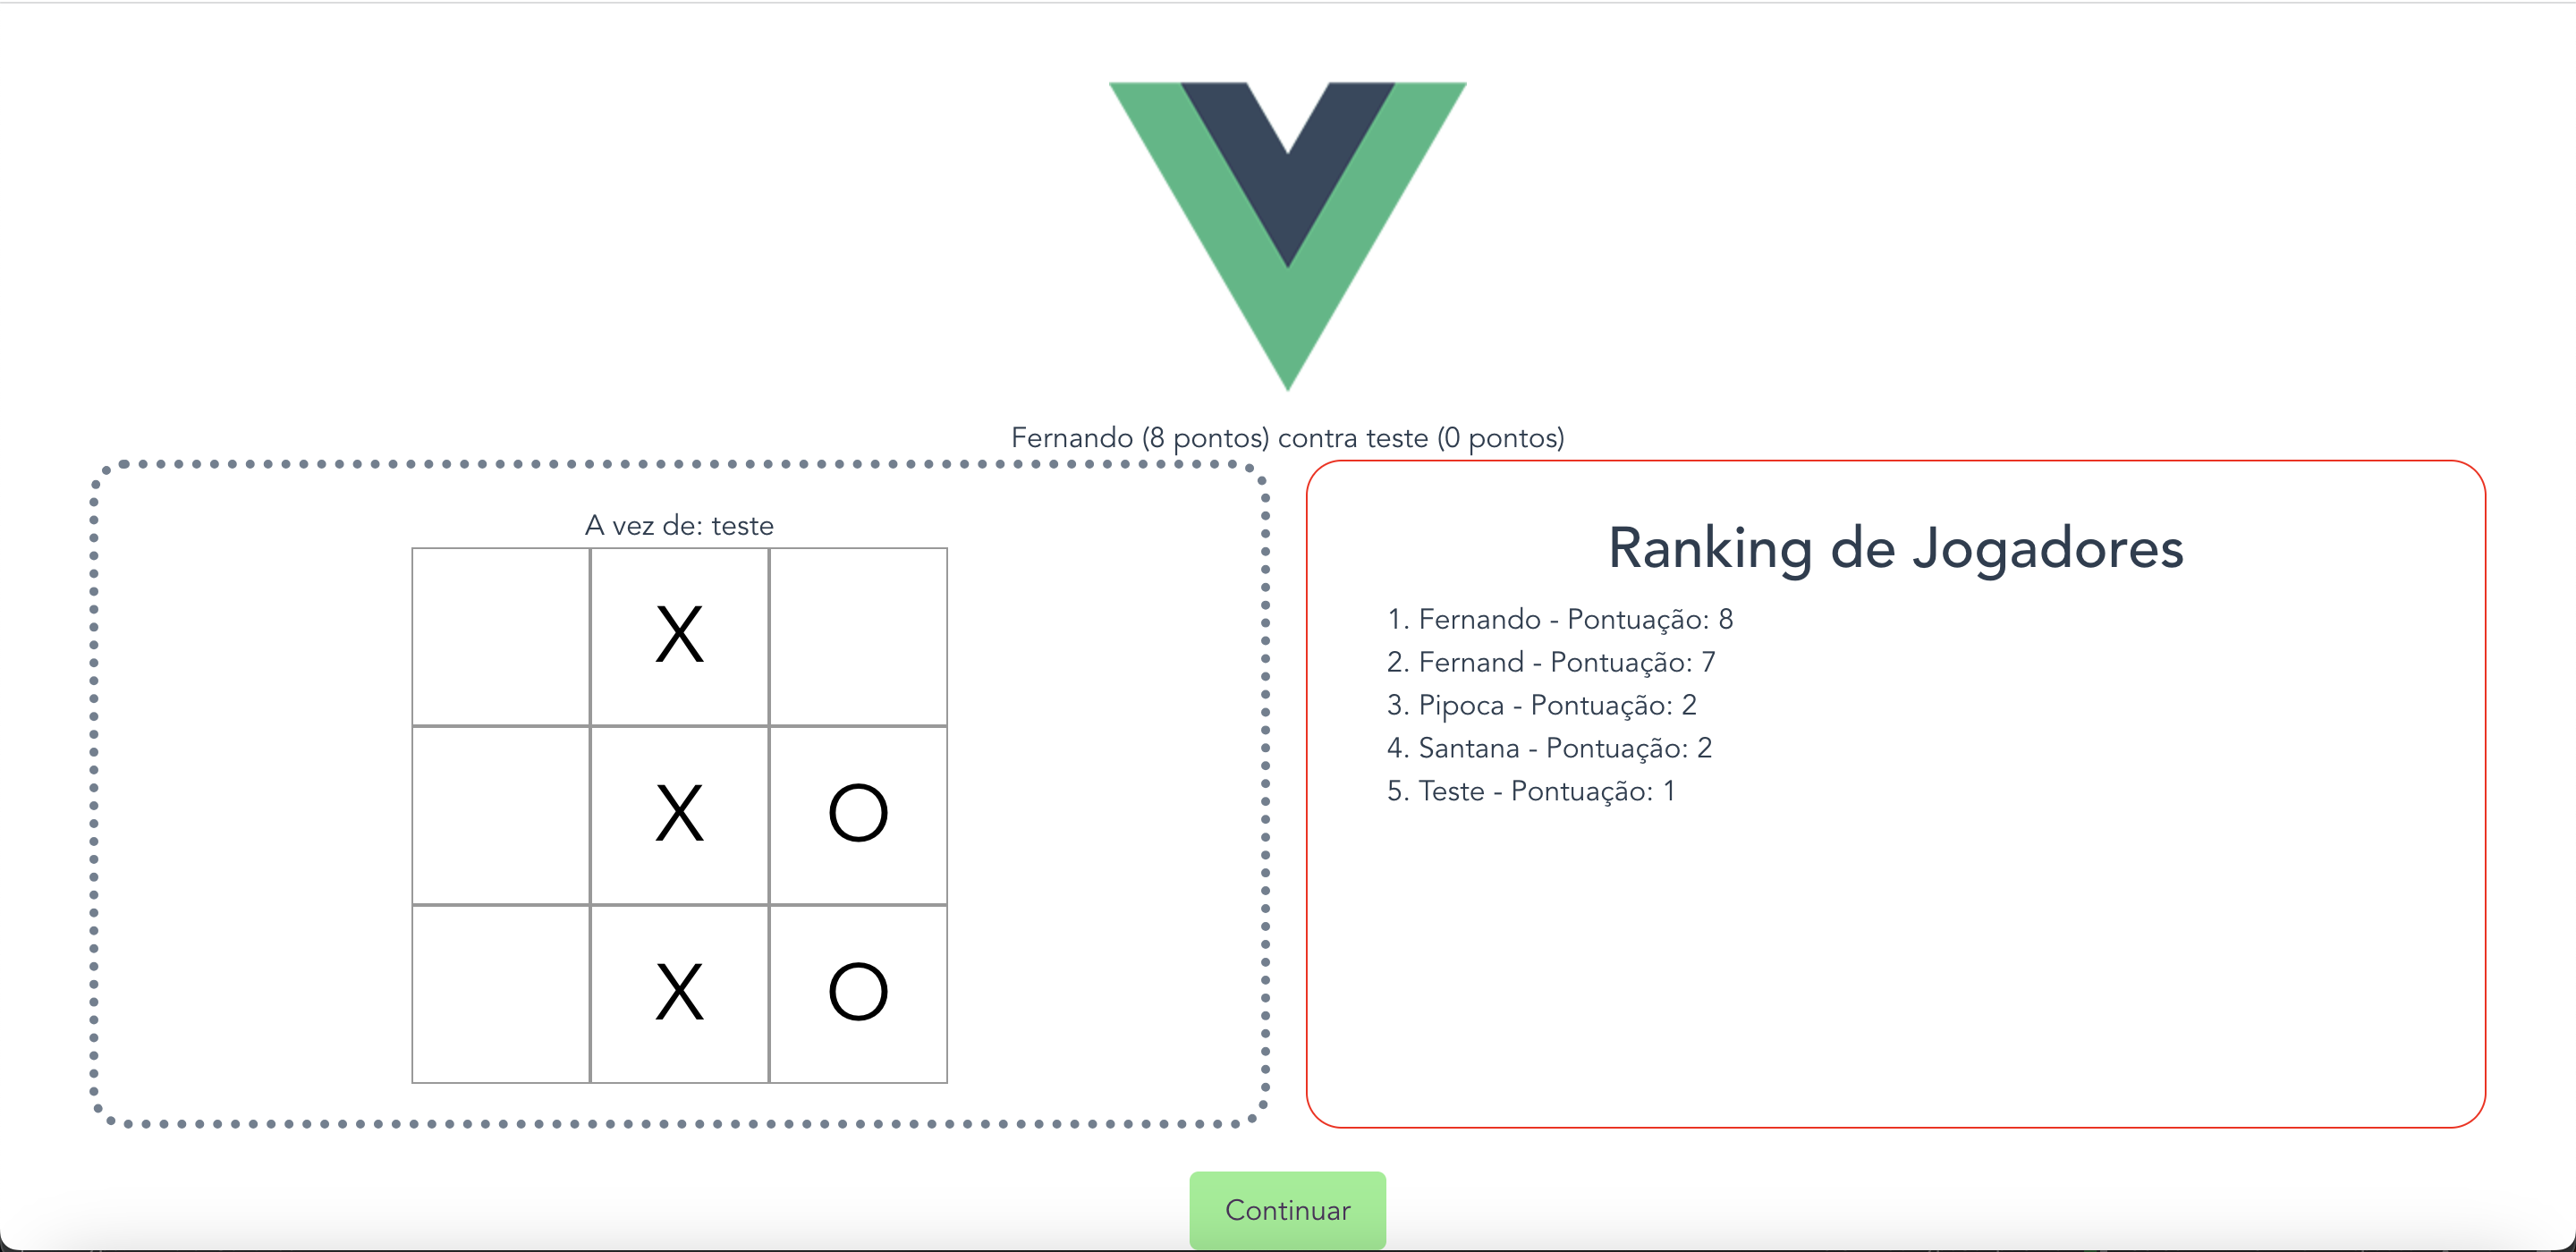 Fernando (8 pontos) contra teste (0 pontos)
A vez de: teste
X
X O
X O
Ranking de Jogadores
1. Fernando - Pontuação: 8
2. Fernand - Pontuação: 7
3. Pipoca - Pontuação: 2
4. Santana - Pontuação: 2
5. Teste - Pontuação: 1
Continuar